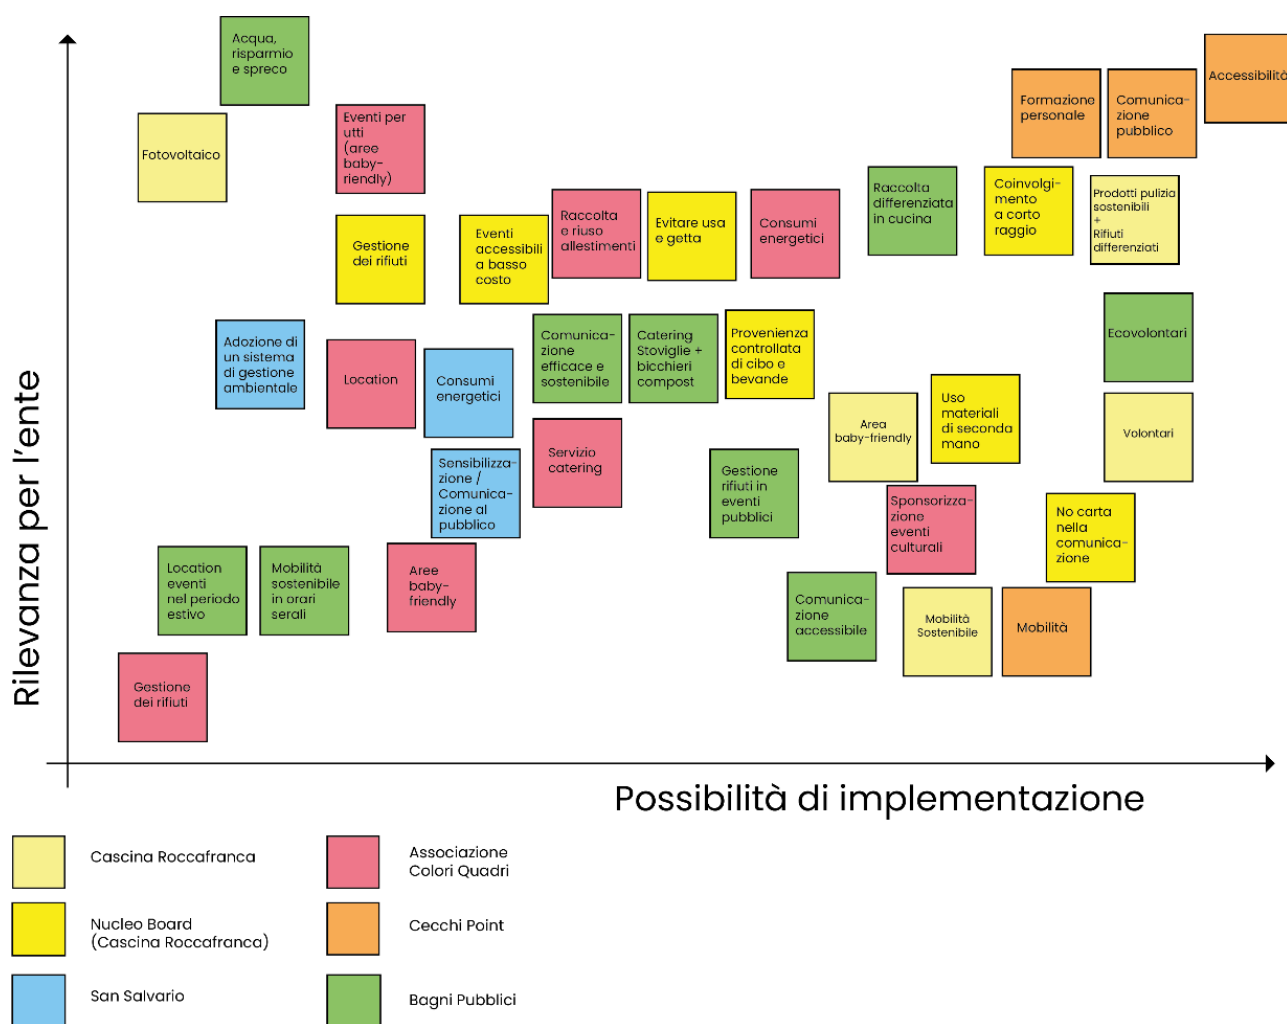 Acqua,
risparmio
e spreco
Accessibilità
Formazione
personale
Comunica-
zione
pubblico
Fotovoltaico
Eventi per
utti
(aree
baby-
riendly)
Raccolta
differenziata
in cucina
Coinvolgi-
mento
a corto
raggio
Prodotti pulizia
sostenibili
+
Rifiuti
differenziati
Gestione
dei rifiuti
Eventi
accessibili
a basso
costo
Raccolta
e riuso
allestimenti
Evitare usa
e getta
Consumi
energetici
Adozione di
un sistema
di gestione
ambientale
Location
Consumi
energetici
Comunica-
zione
efficace e
sostenibile
Catering
Stoviglie +
bicchieri
compost
Provenienza
controllata
di cibo e
bevande
Ecovolontari
Area
baby-friendly
Uso
materiali
di seconda
mano
Volontari
Sensibilizza-
zione /
Comunica-
zione al
pubblico
Servizio
catering
Gestione
rifiuti in
eventi
pubblici
Sponsorizza-
zione
eventi
culturali
No carta
nella
comunica-
zione
Location
eventi
nel periodo
estivo
Mobilità
sostenibile
in orari
serali
Aree
baby-
friendly
Comunica-
zione
accessibile
Mobilità
Sostenibile
Mobilità
Gestione
dei rifiuti
Rilevanza per l'ente
Possibilità di implementazione
Cascina Roccafranca
Nucleo Board
(Cascina Roccafranca)
San Salvario
Associazione
Colori Quadri
Cecchi Point
Bagni Pubblici